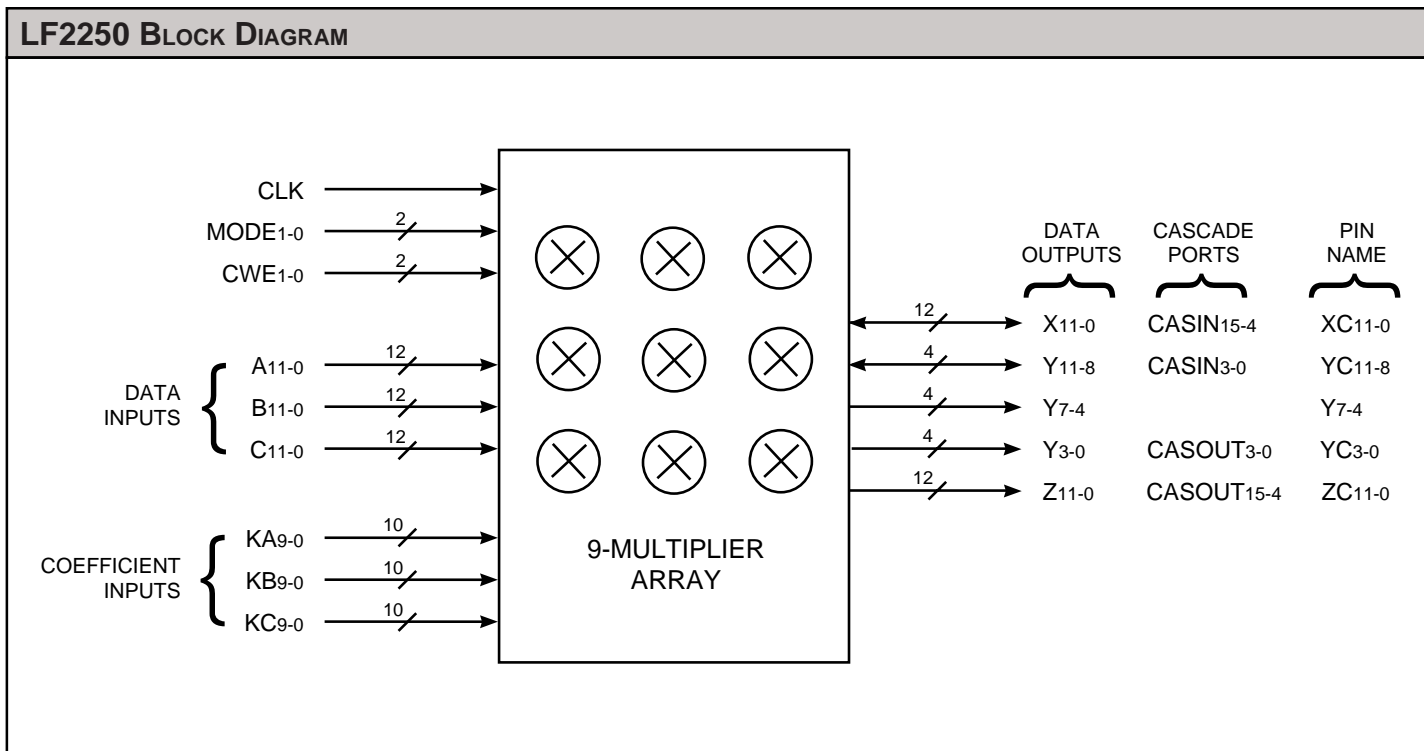 LF2250 BLOCK DIAGRAM
CLK
MODE1-0 2
CWE1-0 2
DATA
INPUTS
A11-0 12
B11-0 12
C11-0 12
COEFFICIENT
INPUTS
KA9-0 10
KB9-0 10
KC9-0 10
9-MULTIPLIER
ARRAY
DATA
OUTPUTS
CASCADE
PORTS
PIN
NAME
12 X11-0 CASIN15-4 XC11-0
4 Y11-8 CASIN3-0 YC11-8
4 Y7-4 Y7-4
4 Y3-0 CASOUT3-0 YC3-0
12 Z11-0 CASOUT15-4 ZC11-0